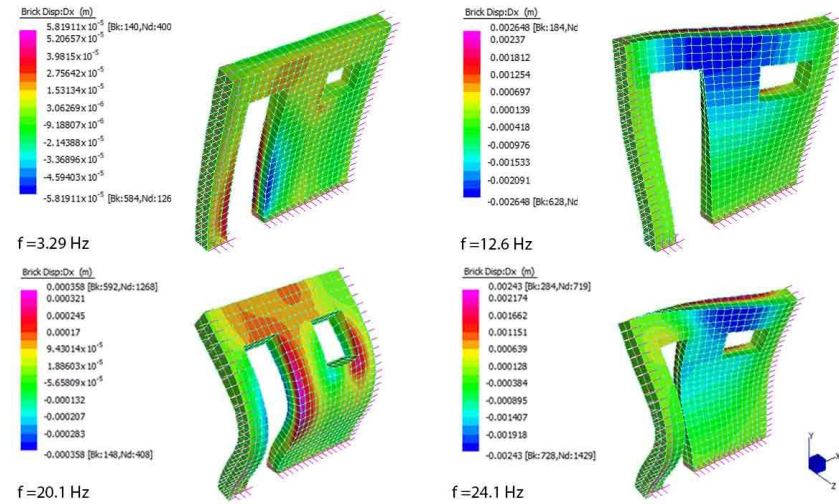 Brick Disp:Dx (m)
5.81911x10-5 [Bk:140,Nd:400
5.20657x10-5
3.9815x10-5
2.75642x10-5
1.53134x10-5
3.06269x10-6
-9.18807x10-6
-2.14388x10-5
-3.36896x10-5
-4.59403x10-5
-5.81911x10-5 [Bk:584,Nd:126
f =3.29 Hz
Brick Disp:Dx (m)
0.002648 [Bk:184,Nd
0.00237
0.001812
0.001254
0.000697
0.000139
-0.000418
-0.000976
-0.001533
-0.002091
-0.002648 [Bk:628,Nd
f =12.6 Hz
Brick Disp:Dx (m)
0.000358 [Bk:592,Nd:1268]
0.000321
0.000245
0.00017
9.43014x10-5
1.88603x10-5
-5.65809x10-5
-0.000132
-0.000207
-0.000283
-0.000358 [Bk:148,Nd:408]
f =20.1 Hz
Brick Disp:Dx (m)
0.00243 [Bk:284,Nd:719]
0.002174
0.001662
0.001151
0.000639
0.000128
-0.000384
-0.000895
-0.001407
-0.001918
-0.00243 [Bk:728,Nd:1429]
f =24.1 Hz
Y
X
Z